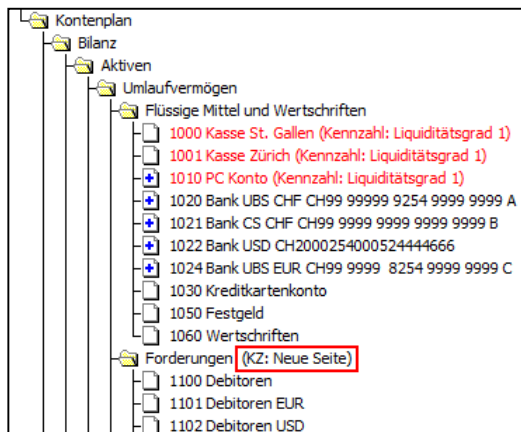 Kontenplan
Bilanz
Aktiven
Umlaufvermögen
Flüssige Mittel und Wertschriften
1000 Kasse St. Gallen (Kennzahl: Liquiditätsgrad 1)
1001 Kasse Zürich (Kennzahl: Liquiditätsgrad 1)
1010 PC Konto (Kennzahl: Liquiditätsgrad 1)
1020 Bank UBS CHF CH99 99999 9254 9999 9999 A
1021 Bank CS CHF CH99 9999 9999 9999 9999 B
1022 Bank USD CH2000254000524444666
1024 Bank UBS EUR CH99 9999  8254 9999 9999 C
1030 Kreditkartenkonto
1050 Festgeld
1060 Wertschriften
Forderungen (KZ: Neue Seite)
1100 Debitoren
1101 Debitoren EUR
1102 Debitoren USD